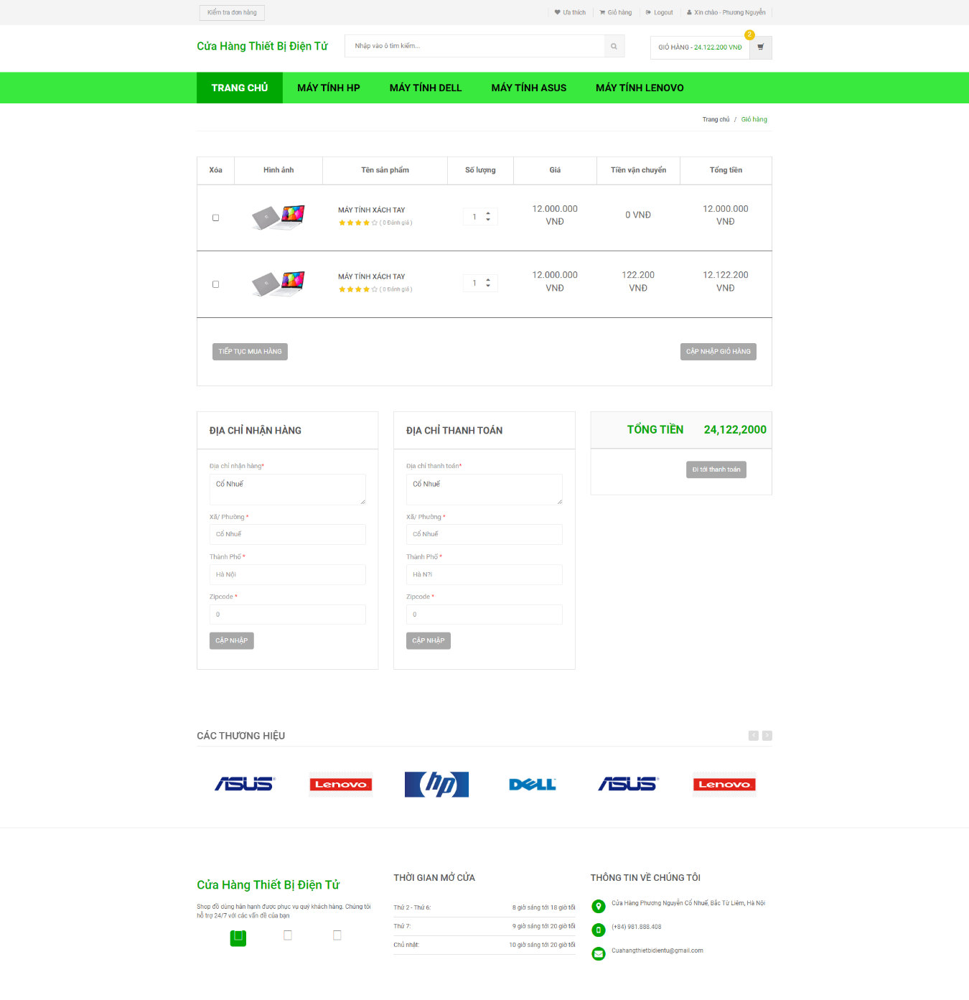 Kiểm tra đơn hàng
Ưa thích
Giỏ hàng
Logout
Xin chào - Phương Nguyễn
Cửa Hàng Thiết Bị Điện Tử
Nhập vào ô tìm kiếm...
GIỎ HÀNG - 24.122.200 VNĐ
2
TRANG CHỦ
MÁY TÍNH HP
MÁY TÍNH DELL
MÁY TÍNH ASUS
MÁY TÍNH LENOVO
Trang chủ / Giỏ hàng
Xóa
Hình ảnh
Tên sản phẩm
Số lượng
Giá
Tiền vận chuyển
Tổng tiền
MÁY TÍNH XÁCH TAY
( 0 Đánh giá )
1
12.000.000
VNĐ
0 VNĐ
12.000.000
VNĐ
MÁY TÍNH XÁCH TAY
( 0 Đánh giá )
1
12.000.000
VNĐ
122.200
VNĐ
12.122.200
VNĐ
TIẾP TỤC MUA HÀNG
CẬP NHẬP GIỎ HÀNG
ĐỊA CHỈ NHẬN HÀNG
Địa chỉ nhận hàng*
Cổ Nhuế
Xã/ Phường *
Cổ Nhuế
Thành Phố *
Hà Nội
Zipcode *
0
CẬP NHẬP
ĐỊA CHỈ THANH TOÁN
Địa chỉ thanh toán*
Cổ Nhuế
Xã/ Phường *
Cổ Nhuế
Thành Phố *
Hà N?i
Zipcode *
0
CẬP NHẬP
TỔNG TIỀN 24,122,2000
Đi tới thanh toán
CÁC THƯƠNG HIỆU
ASUS
Lenovo
hp
DELL
ASUS
Lenovo
Cửa Hàng Thiết Bị Điện Tử
Shop đồ dùng hân hạnh được phục vụ quý khách hàng. Chúng tôi
hỗ trợ 24/7 với các vấn đề của bạn
THỜI GIAN MỞ CỬA
Thứ 2 - Thứ 6: 8 giờ sáng tới 18 giờ tối
Thứ 7: 9 giờ sáng tới 20 giờ tối
Chủ nhật: 10 giờ sáng tới 20 giờ tối
THÔNG TIN VỀ CHÚNG TÔI
Cửa Hàng Phương Nguyễn Cổ Nhuế, Bắc Từ Liêm, Hà Nội
(+84) 981.888.408
Cuahangthietbidientu@gmail.com